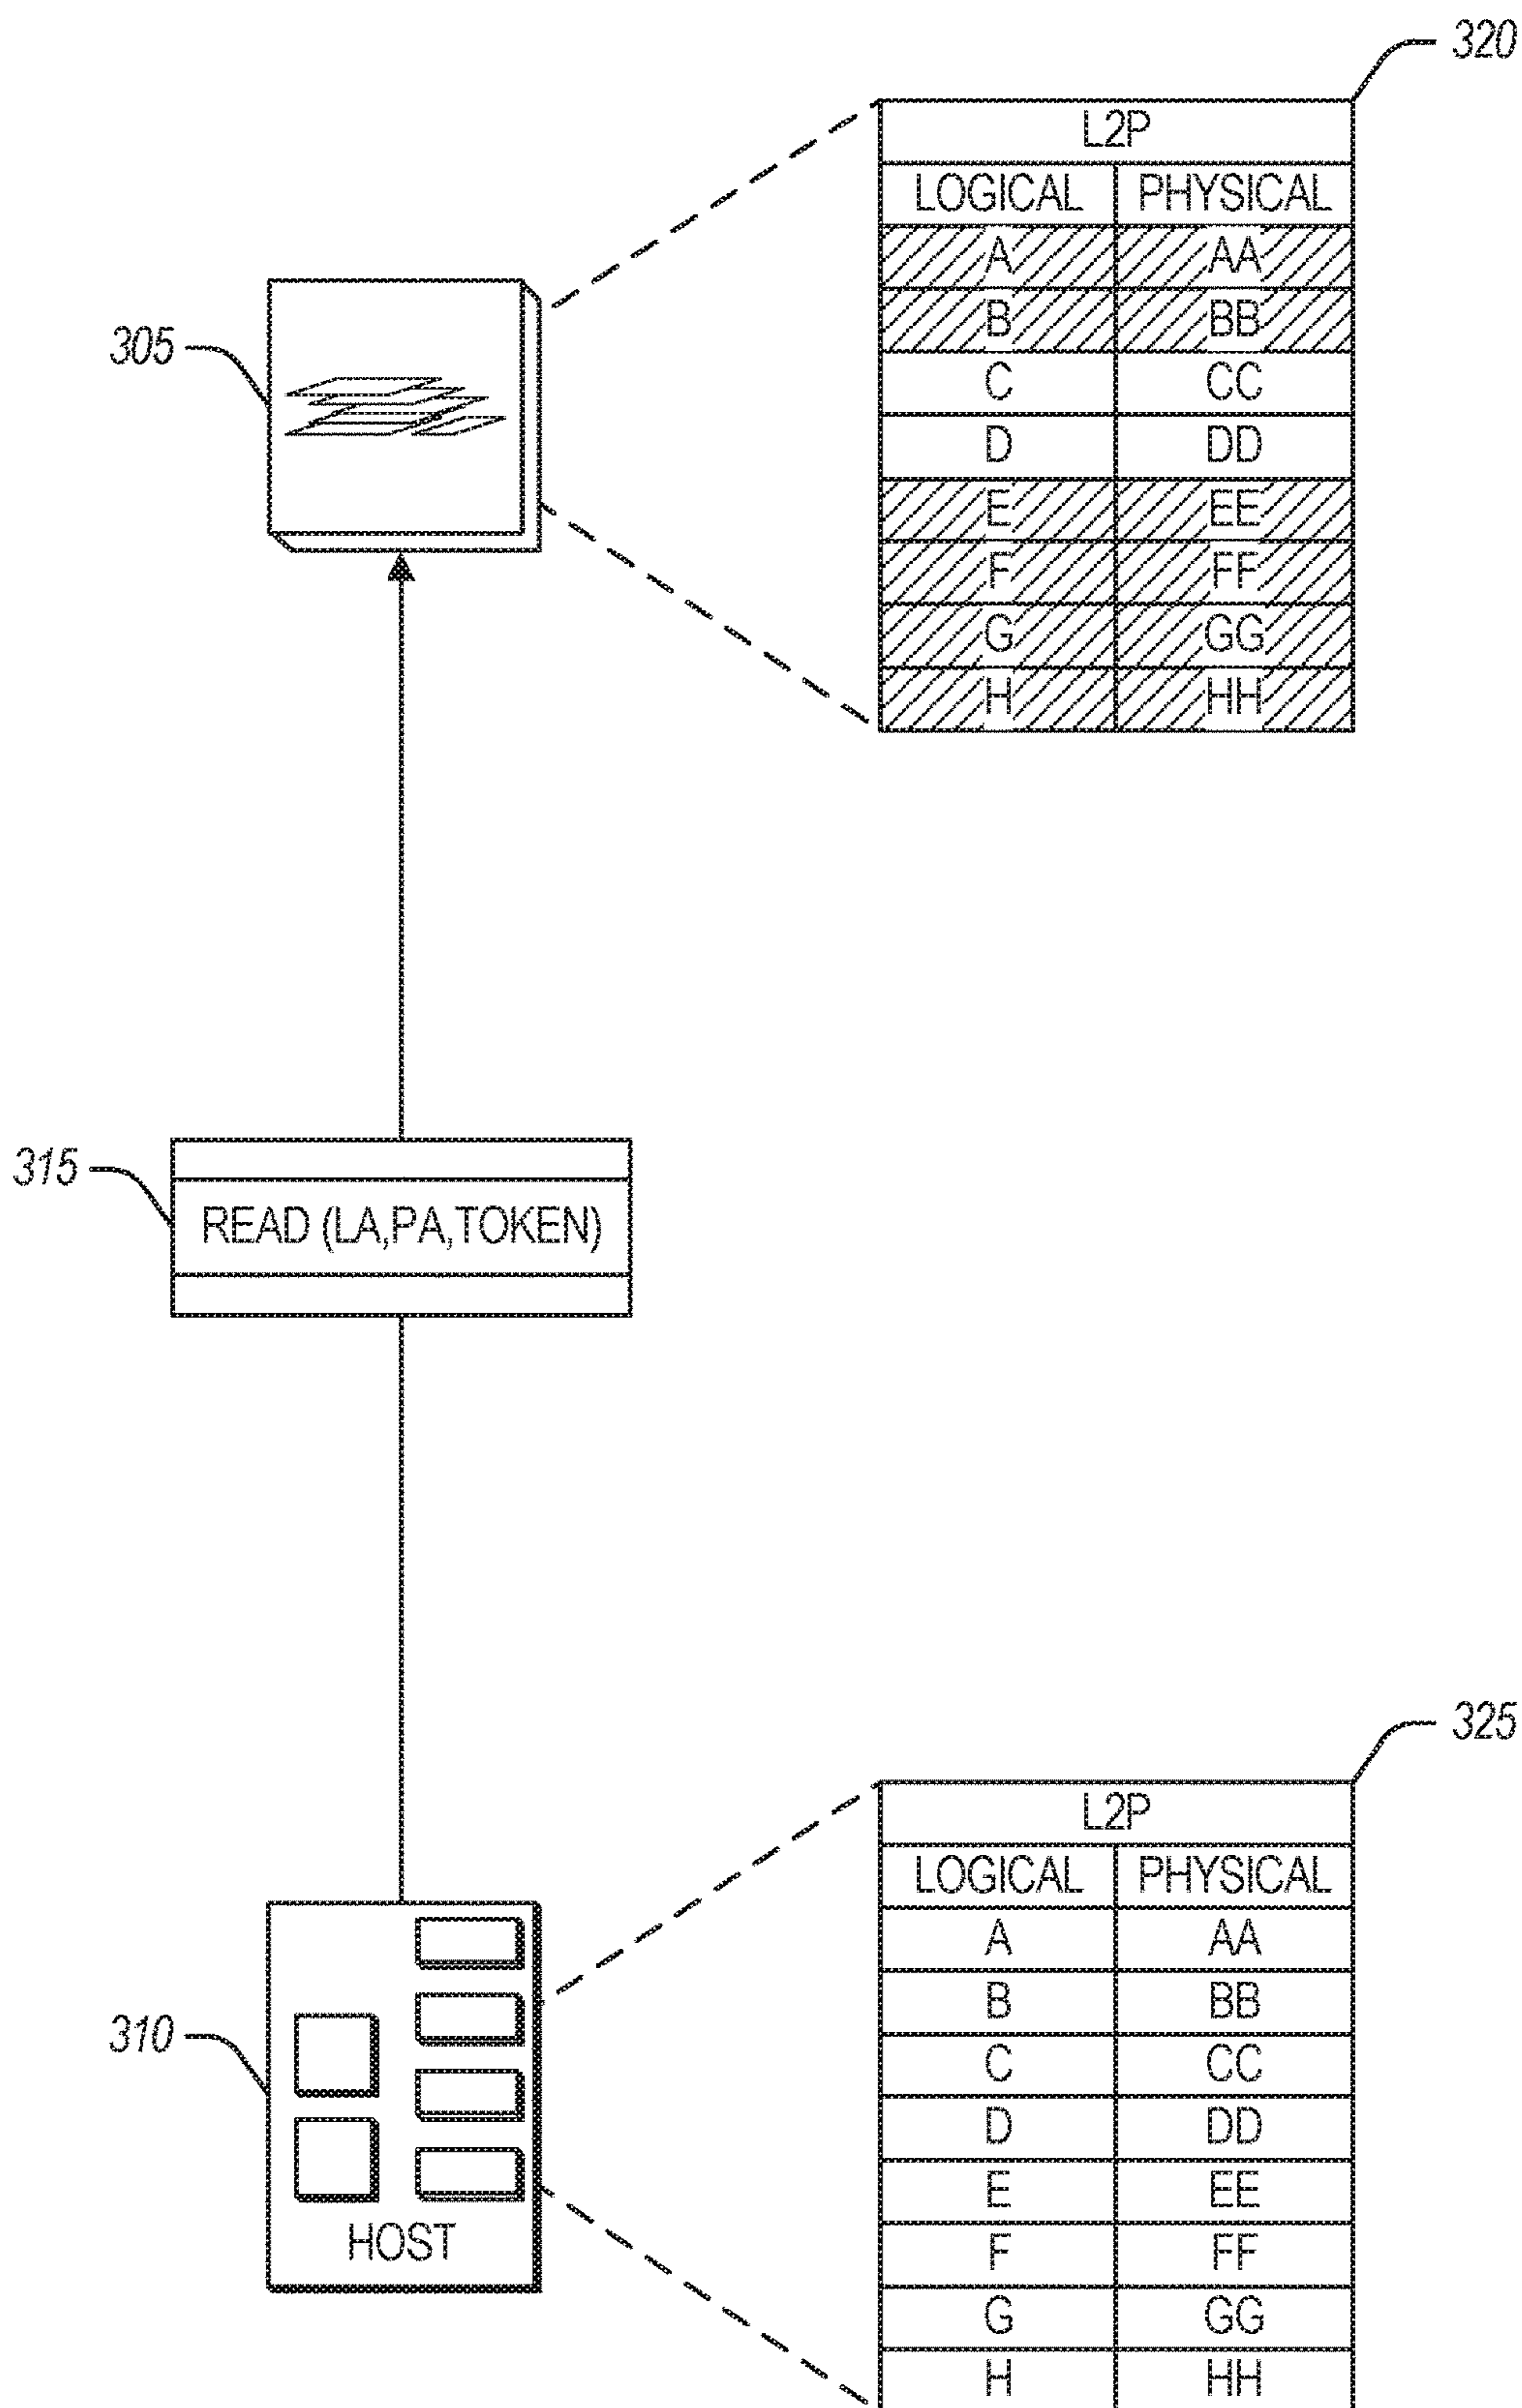 320
L2P
LOGICAL PHYSICAL
A AA
B BB
305
C CC
D DD
E EE
F FF
G GG
H HH
315
READ (LA,PA,TOKEN)
325
L2P
LOGICAL PHYSICAL
A AA
B BB
310
C CC
D DD
E EE
HOST
F FF
G GG
H HH